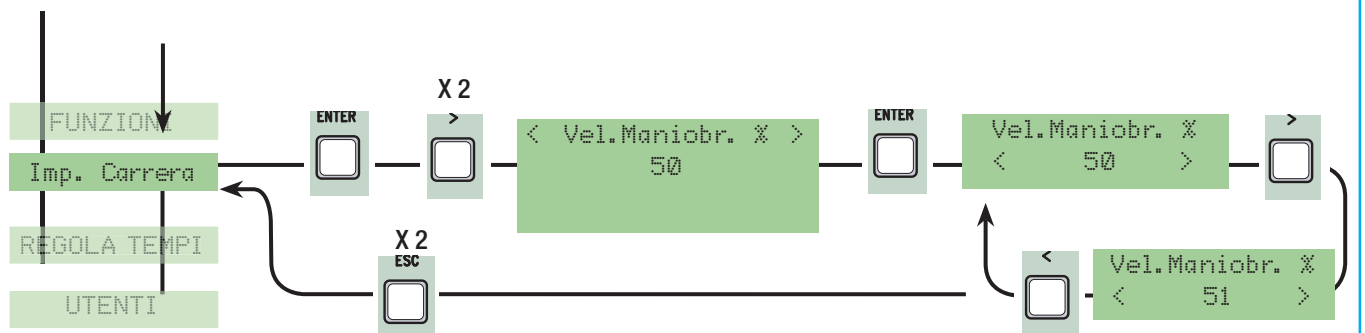 FUNZIONI
Imp. Carrera
REGOLA TEMPI
UTENTI
ENTER
X 2
>
< Vel.Maniobr. % >
50
ENTER
Vel.Maniobr. %
< 50 >
>
X 2
ESC
<
Vel.Maniobr. %
< 51 >